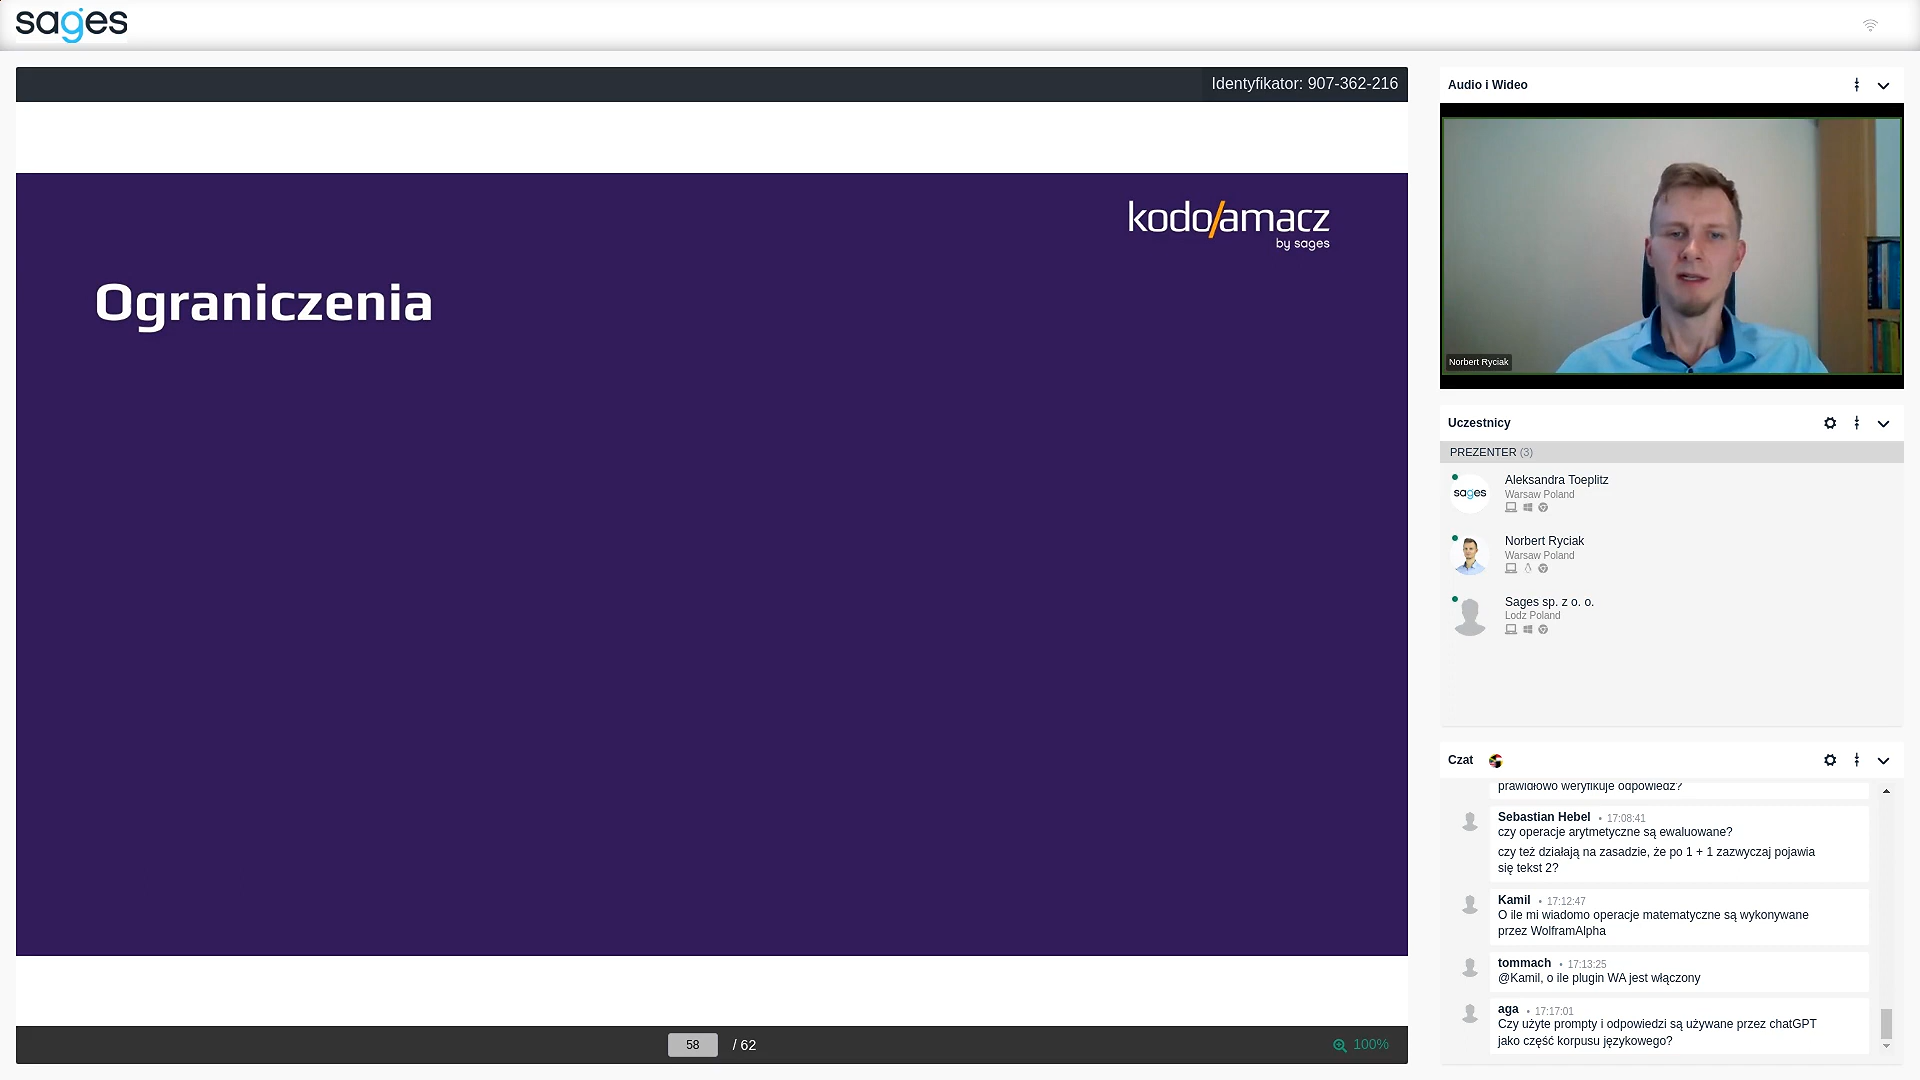 sages
Identyfikator: 907-362-216
kodo/amacz
by sages
Ograniczenia
58 / 62
100%
Audio i Wideo
Norbert Ryciak
Uczestnicy
PREZENTER (3)
sages
Aleksandra Toeplitz
Warsaw Poland
Norbert Ryciak
Warsaw Poland
Sages sp. z o. o.
Lodz Poland
Czat
prawidłowo weryfikuje odpowiedź?
Sebastian Hebel • 17:08:41
czy operacje arytmetyczne są ewaluowane?
czy też działają na zasadzie, że po 1 + 1 zazwyczaj pojawia
się tekst 2?
Kamil • 17:12:47
O ile mi wiadomo operacje matematyczne są wykonywane
przez WolframAlpha
tommach • 17:13:25
@Kamil, o ile plugin WA jest włączony
aga • 17:17:01
Czy użyte prompty i odpowiedzi są używane przez chatGPT
jako część korpusu językowego?